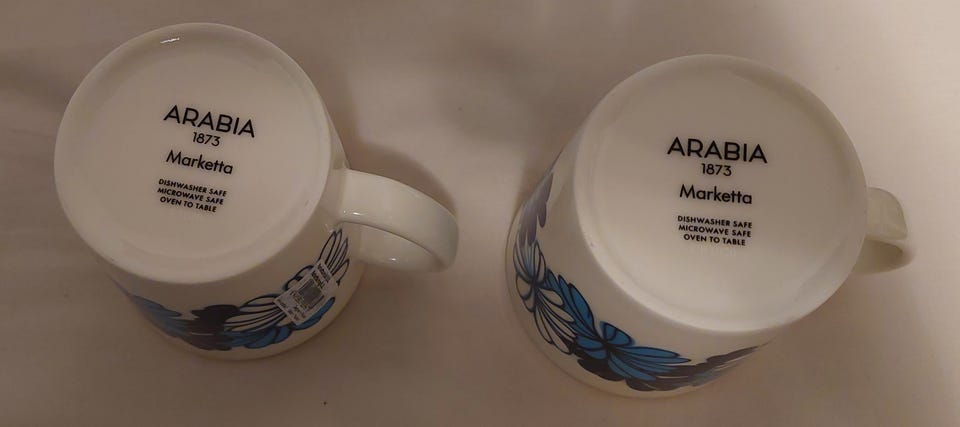 ARABIA
1873
Marketta
DISHWASHER SAFE
MICROWAVE SAFE
OVEN TO TABLE
ARABIA
1873
Marketta
DISHWASHER SAFE
MICROWAVE SAFE
OVEN TO TABLE